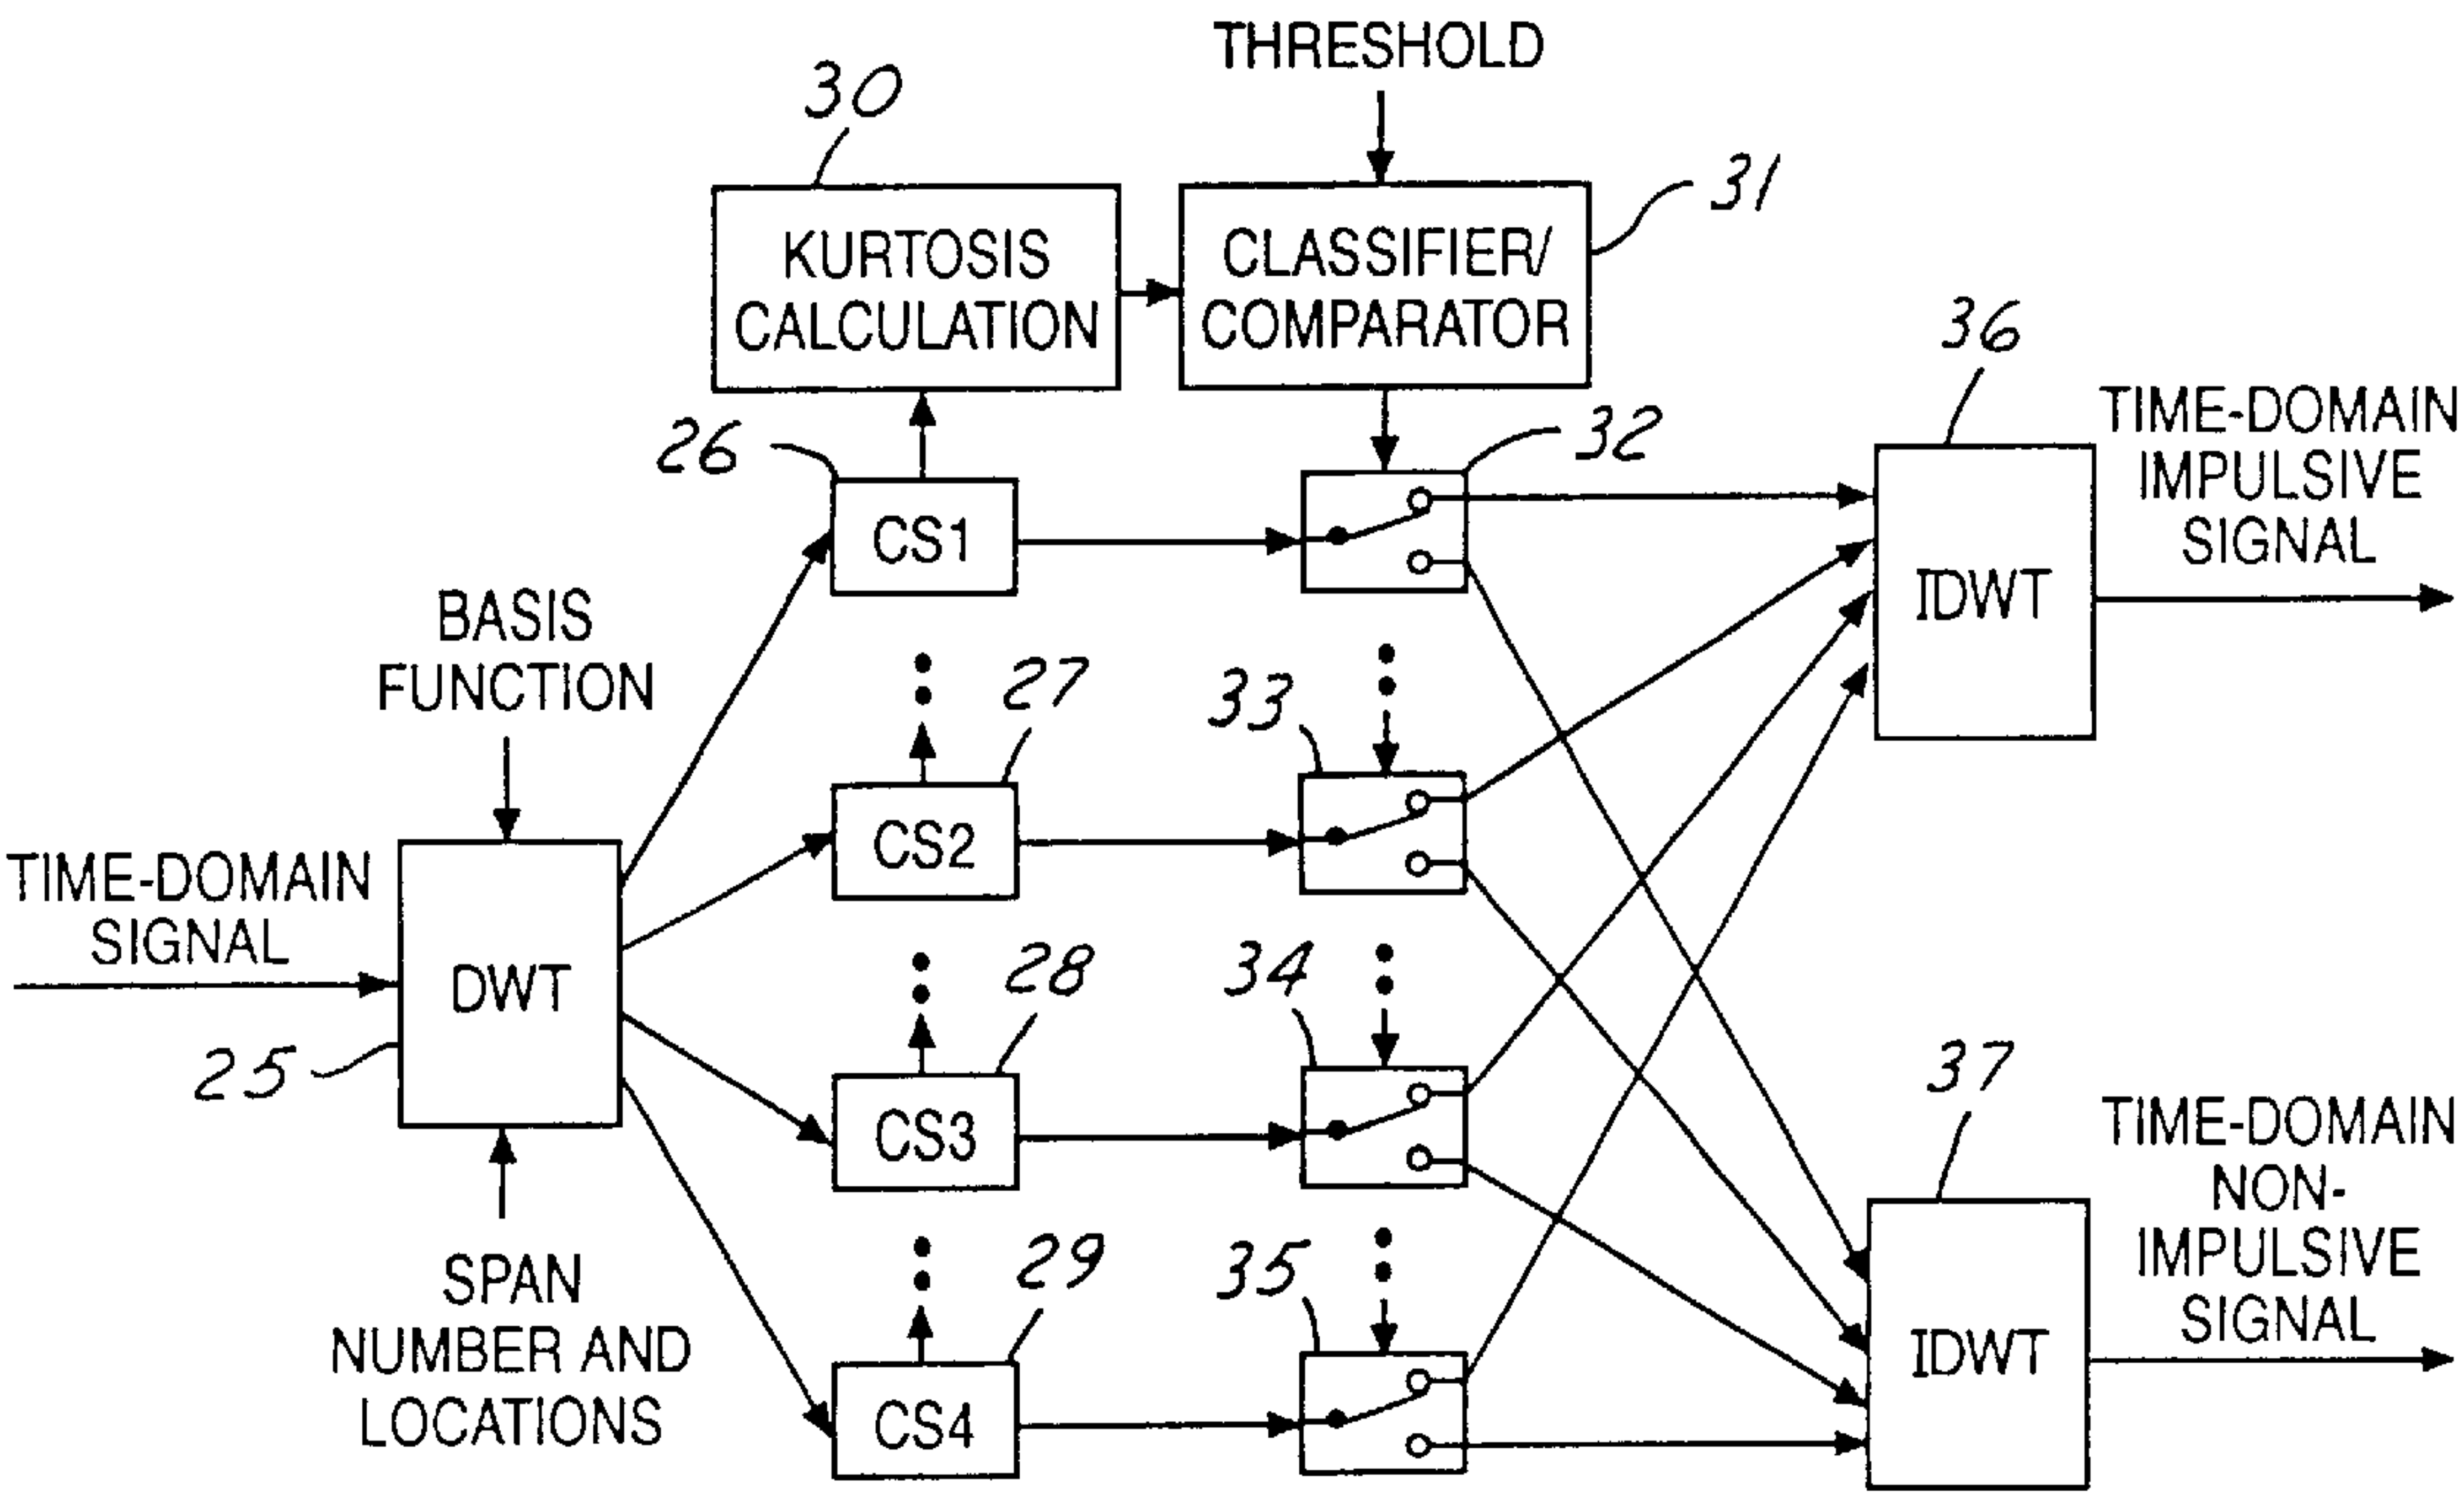 THRESHOLD
30
31
KURTOSIS
CALCULATION
CLASSIFIER/
COMPARATOR
36
TIME-DOMAIN
IMPULSIVE
SIGNAL
26
32
CS1
IDWT
BASIS
FUNCTION
27
33
CS2
TIME-DOMAIN
SIGNAL
DWT
25
28
34
CS3
37
TIME-DOMAIN
NON-
IMPULSIVE
SIGNAL
SPAN
NUMBER AND
LOCATIONS
29
35
CS4
IDWT